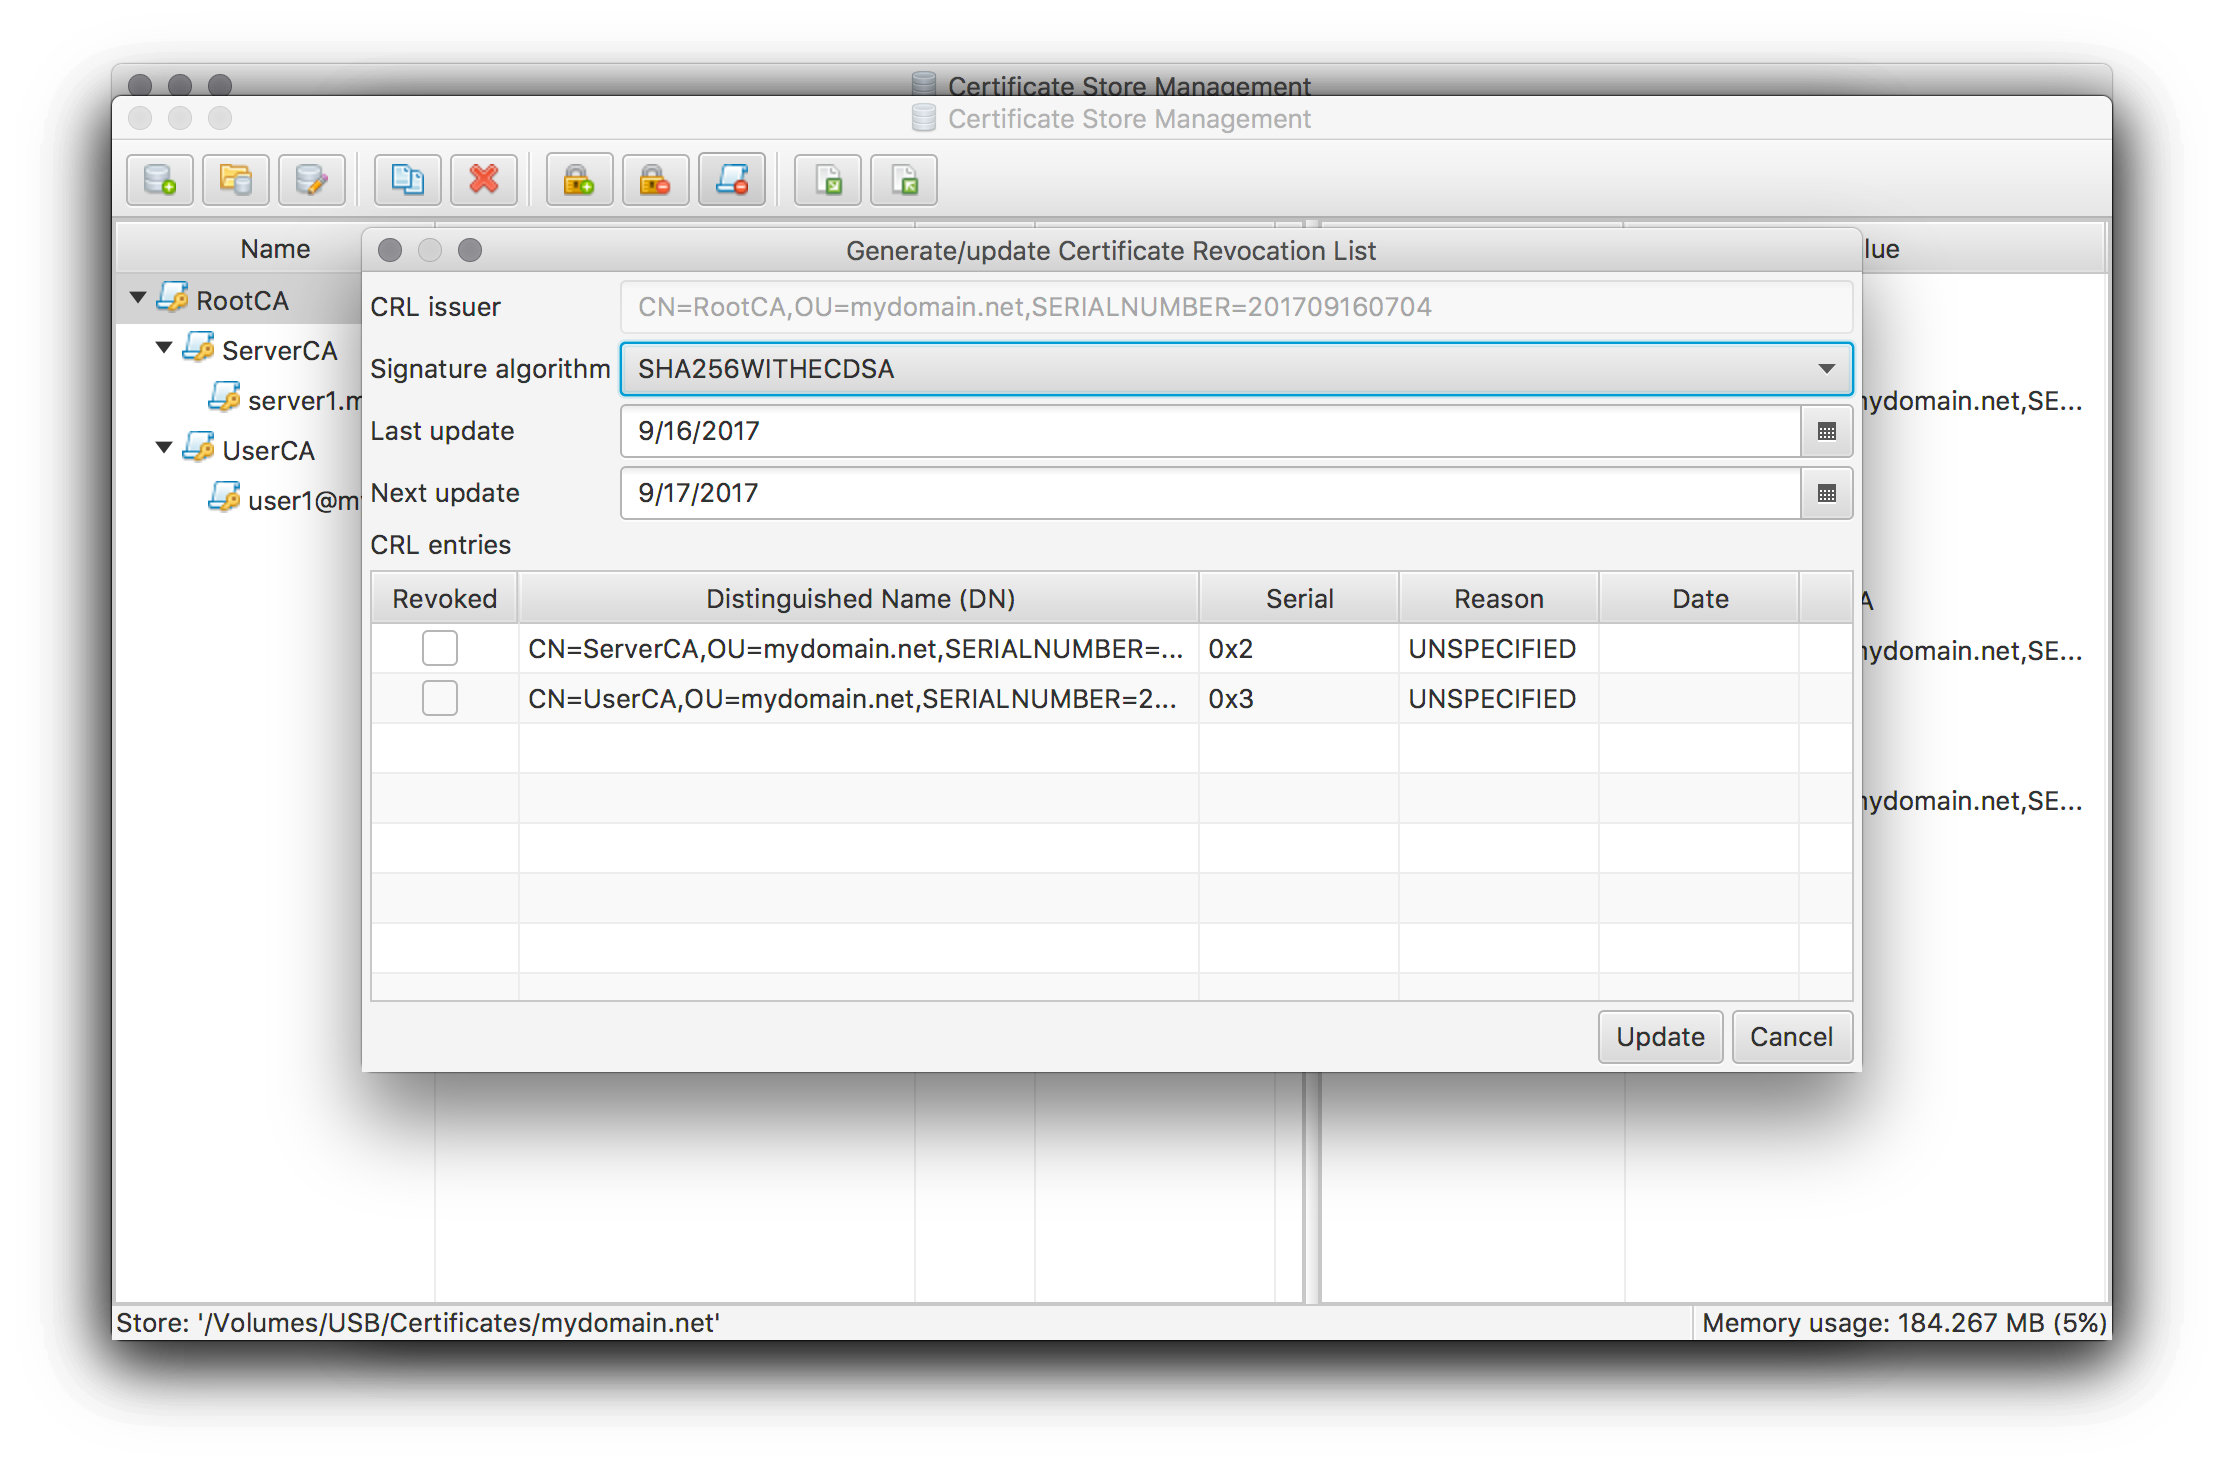 Certificate Store Management
Certificate Store Management
Name
lue
Generate/update Certificate Revocation List
RootCA
ServerCA
server1.m
UserCA
user1@m
CRL issuer CN=RootCA,OU=mydomain.net,SERIALNUMBER=201709160704
Signature algorithm SHA256WITHECDSA
Last update 9/16/2017
Next update 9/17/2017
CRL entries
Revoked Distinguished Name (DN) Serial Reason Date
CN=ServerCA,OU=mydomain.net,SERIALNUMBER=... 0x2 UNSPECIFIED
CN=UserCA,OU=mydomain.net,SERIALNUMBER=2... 0x3 UNSPECIFIED
Update Cancel
mydomain.net,SE...
A
mydomain.net,SE...
mydomain.net,SE...
Store: '/Volumes/USB/Certificates/mydomain.net' Memory usage: 184.267 MB (5%)